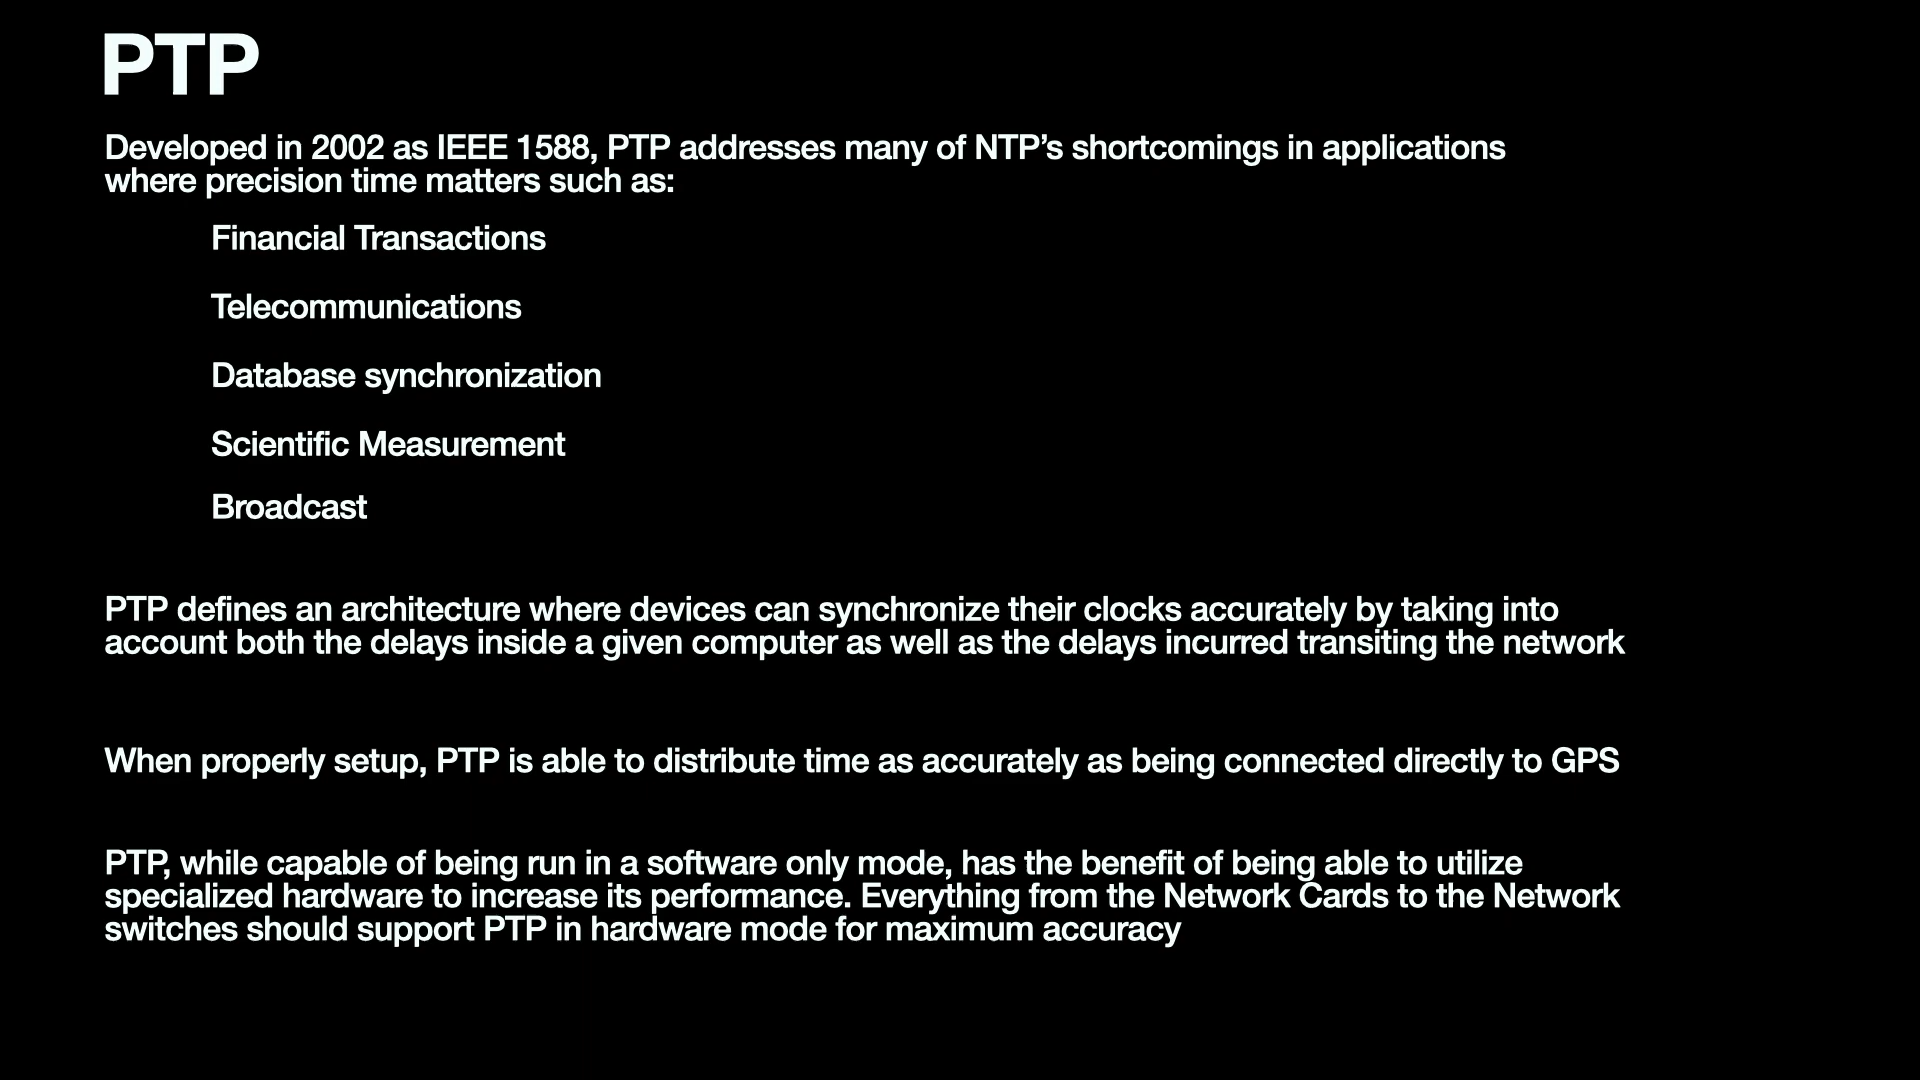 PTP
Developed in 2002 as IEEE 1588, PTP addresses many of NTP’s shortcomings in applications
where precision time matters such as:
Financial Transactions
Telecommunications
Database synchronization
Scientific Measurement
Broadcast
PTP defines an architecture where devices can synchronize their clocks accurately by taking into
account both the delays inside a given computer as well as the delays incurred transiting the network
When properly setup, PTP is able to distribute time as accurately as being connected directly to GPS
PTP, while capable of being run in a software only mode, has the benefit of being able to utilize
specialized hardware to increase its performance. Everything from the Network Cards to the Network
switches should support PTP in hardware mode for maximum accuracy